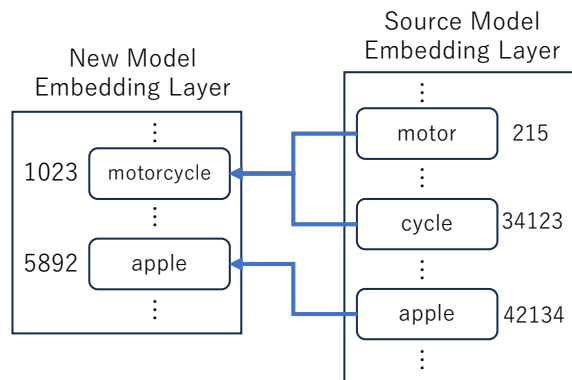 New Model
Embedding Layer
⋮
1023 motorcycle
⋮
5892 apple
⋮
Source Model
Embedding Layer
⋮
motor 215
⋮
cycle 34123
⋮
apple 42134
⋮